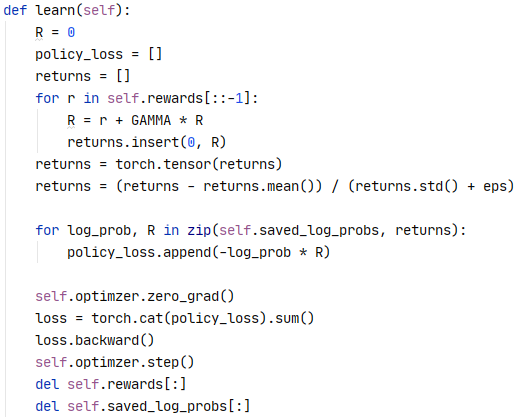 def learn(self):
    R = 0
    policy_loss = []
    returns = []
    for r in self.rewards[::-1]:
        R = r + GAMMA * R
        returns.insert(0, R)
    returns = torch.tensor(returns)
    returns = (returns - returns.mean()) / (returns.std() + eps)

    for log_prob, R in zip(self.saved_log_probs, returns):
        policy_loss.append(-log_prob * R)

    self.optimzer.zero_grad()
    loss = torch.cat(policy_loss).sum()
    loss.backward()
    self.optimzer.step()
    del self.rewards[:]
    del self.saved_log_probs[:]